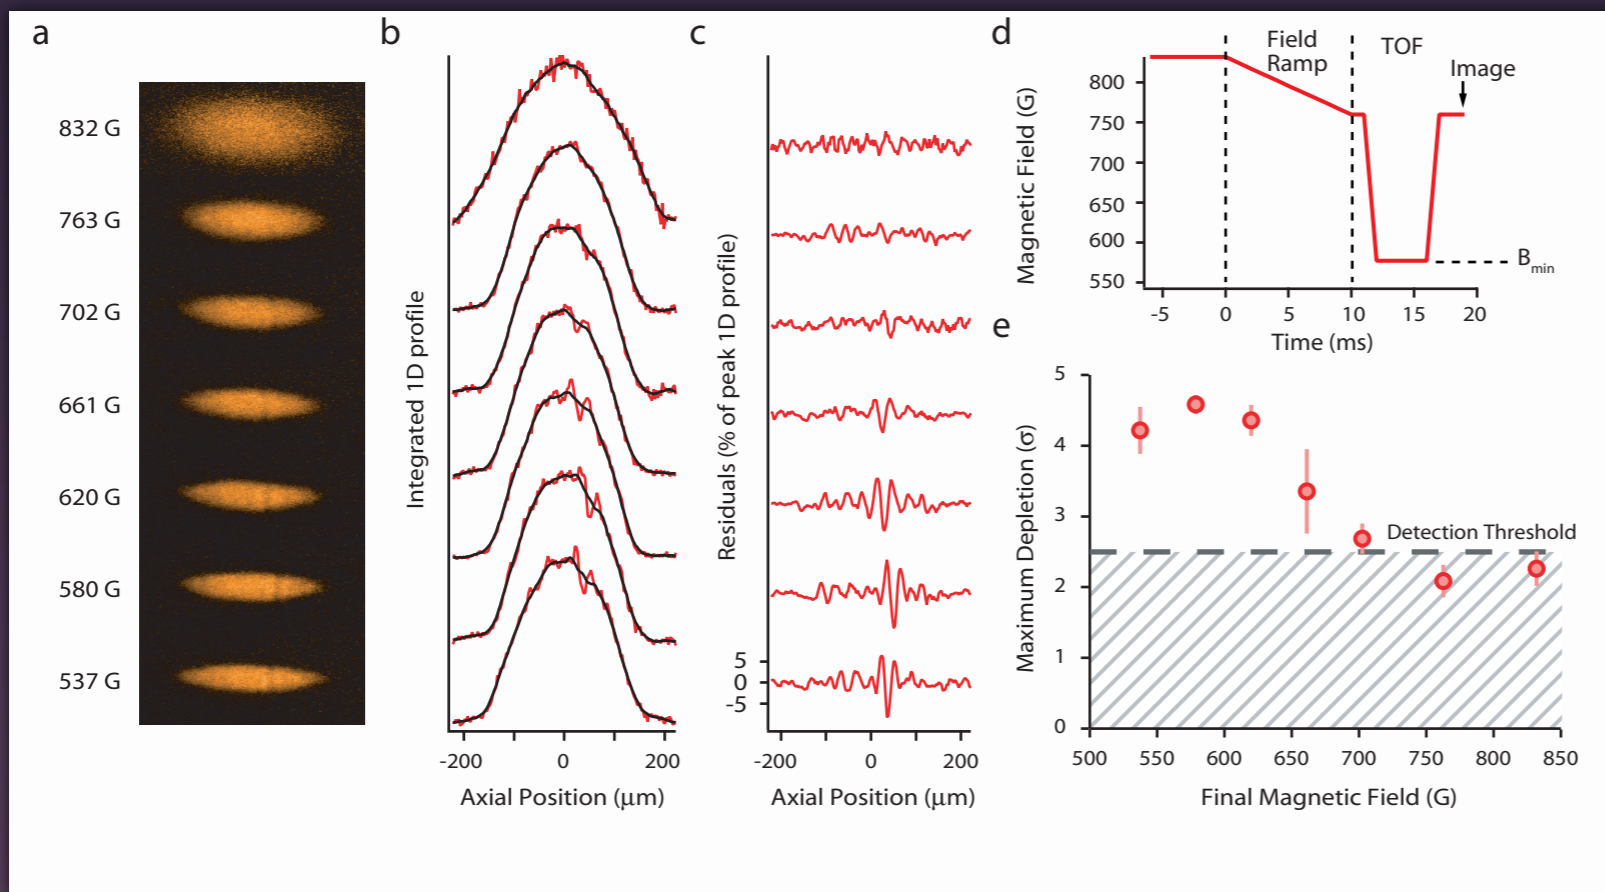 a
832 G
763 G
702 G
661 G
620 G
580 G
537 G
b
Integrated 1D profile
-200
0
200
Axial Position (μm)
c
Residuals (% of peak 1D profile)
5
0
-5
-200
0
200
Axial Position (μm)
d
Magnetic Field (G)
800
750
700
650
600
550
Field
Ramp
TOF
Image
Bmin
-5
0
5
10
15
20
Time (ms)
e
Maximum Depletion (σ)
5
4
3
2
1
0
Detection Threshold
500
550
600
650
700
750
800
850
Final Magnetic Field (G)